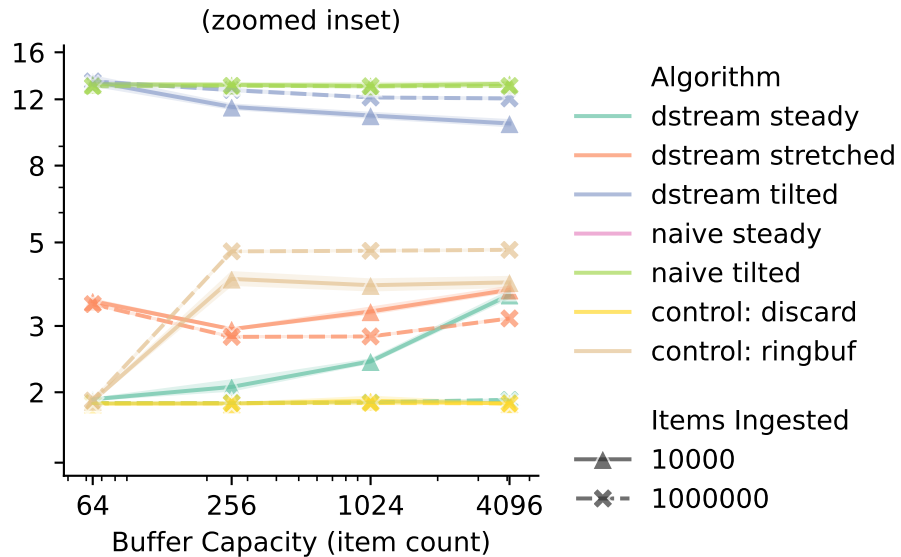 (zoomed inset)
16
12
8
5
3
2
64
256
1024
4096
Buffer Capacity (item count)
Algorithm
dstream steady
dstream stretched
dstream tilted
naive steady
naive tilted
control: discard
control: ringbuf
Items Ingested
10000
1000000